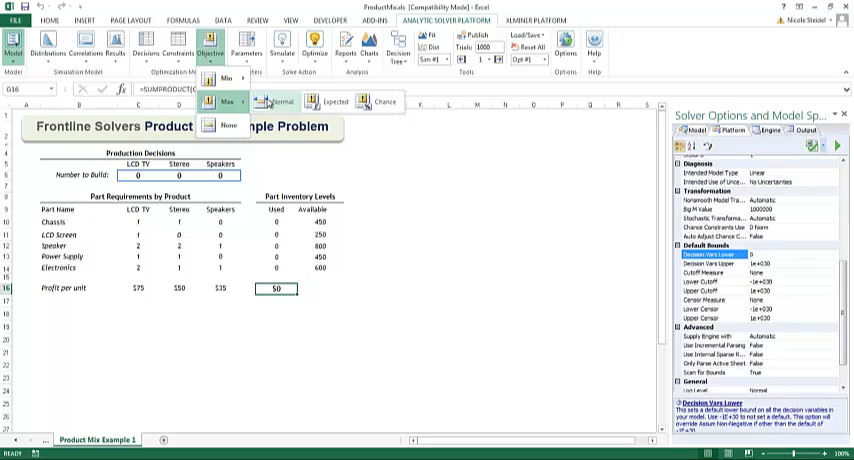 ProductMix.xls [Compatibility Mode] - Excel
FILE HOME INSERT PAGE LAYOUT FORMULAS DATA REVIEW VIEW DEVELOPER ADD-INS ANALYTIC SOLVER PLATFORM XLMINER PLATFORM Nicole Steidel
Model Distributions Correlations Results Decisions Constraints Objective Parameters Simulate Optimize Reports Charts Decision Tree Fit Dist Trials: 1000 Sim #1 Publish 1 Load/Save Reset All Opt #1 Options Help
Model Simulation Model Optimization Mo Solve Action Analysis Tools Options Help
Min
Max Normal Expected Chance
None
G16 =SUMPRODUCT(
A B C D K L M N O
Frontline Solvers Product mple Problem
Production Decisions
LCD TV Stereo Speakers
Number to Build: 0 0 0
Part Requirements by Product Part Inventory Levels
Part Name LCD TV Stereo Speakers Used Available
Chassis 1 1 0 0 450
LCD Screen 1 0 0 0 250
Speaker 2 2 1 0 800
Power Supply 1 1 0 0 450
Electronics 2 1 1 0 600
Profit per unit $75 $50 $35 $0
Solver Options and Model Sp...
Model Platform Engine Output
Diagnosis
Intended Model Type Linear
Intended Use of Unce... No Uncertainties
Transformation
Nonsmooth Model Tra... Automatic
Big M Value 1000000
Stochastic Transforma... Automatic
Chance Constraints Use D Norm
Auto Adjust Chance C... False
Default Bounds
Decision Vars Lower 0
Decision Vars Upper 1e+030
Cutoff Measure None
Lower Cutoff -1e+030
Upper Cutoff 1e+030
Censor Measure None
Lower Censor -1e+030
Upper Censor 1e+030
Advanced
Supply Engine with Automatic
Use Incremental Parsing False
Use Internal Sparse R... False
Only Parse Active Sheet False
Scan for Bounds True
General
Log Level Normal
Decision Vars Lower
This sets a default lower bound on all the decision variables in
your model. Use -1E+30 to not set a default. This option will
override Assum Non-Negative if other than the default of
Product Mix Example 1
READY 100%